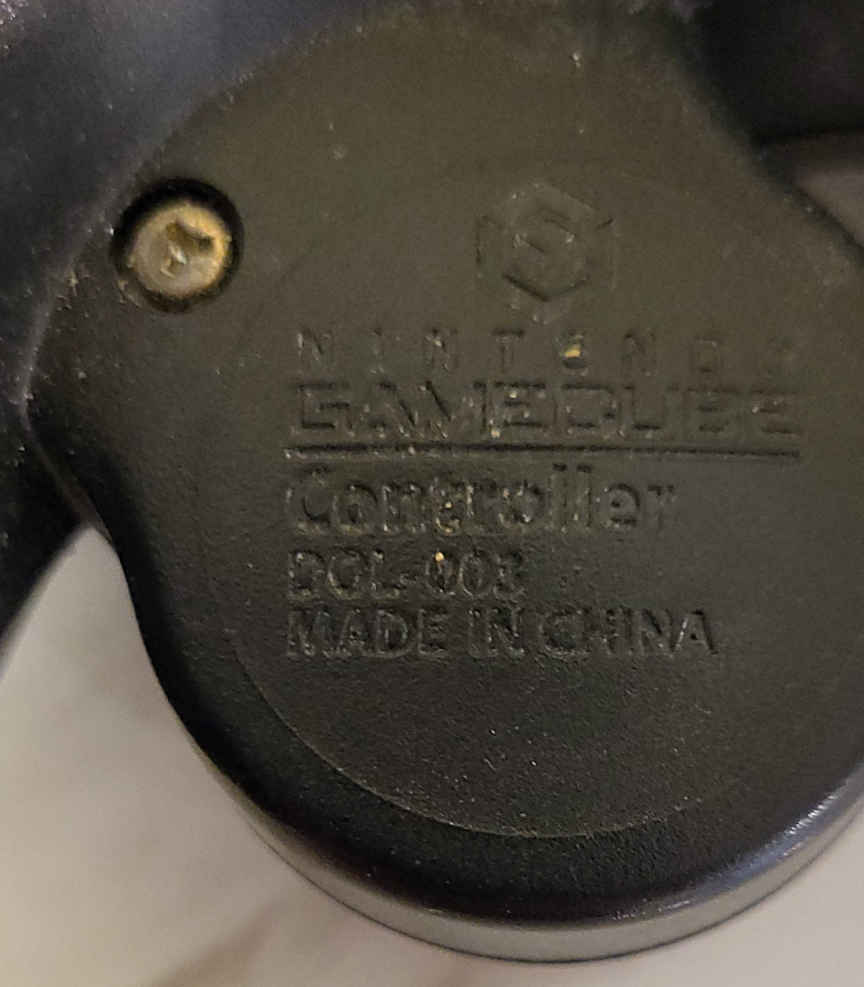 NINTENDO
GAMECUBE
Controller
DOL-003
MADE IN CHINA